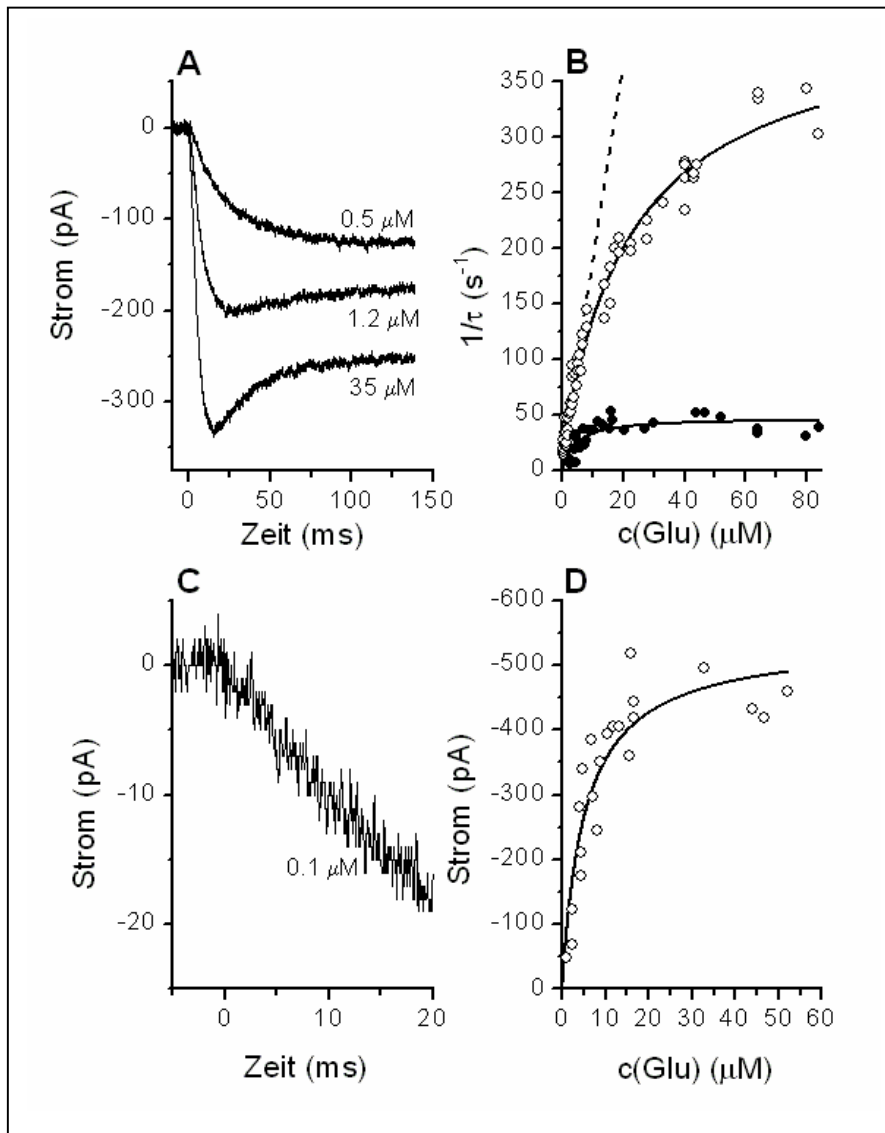 A
Strom (pA)
0
-100
-200
-300
0.5 µM
1.2 µM
35 µM
0
50
100
150
Zeit (ms)
B
1/τ (s⁻¹)
350
300
250
200
150
100
50
0
0
20
40
60
80
c(Glu) (µM)
C
Strom (pA)
0
-10
-20
0.1 µM
0
10
20
Zeit (ms)
D
Strom (pA)
-600
-500
-400
-300
-200
-100
0
0
10
20
30
40
50
60
c(Glu) (µM)